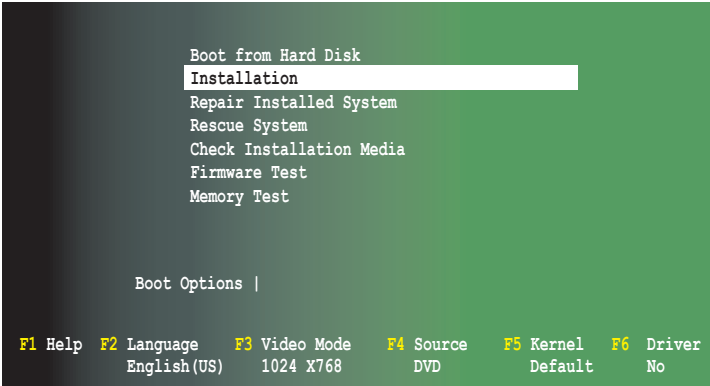 Boot from Hard Disk
Installation
Repair Installed System
Rescue System
Check Installation Media
Firmware Test
Memory Test
Boot Options |
F1 Help F2 Language F3 Video Mode F4 Source F5 Kernel F6 Driver
English(US) 1024 X768 DVD Default No